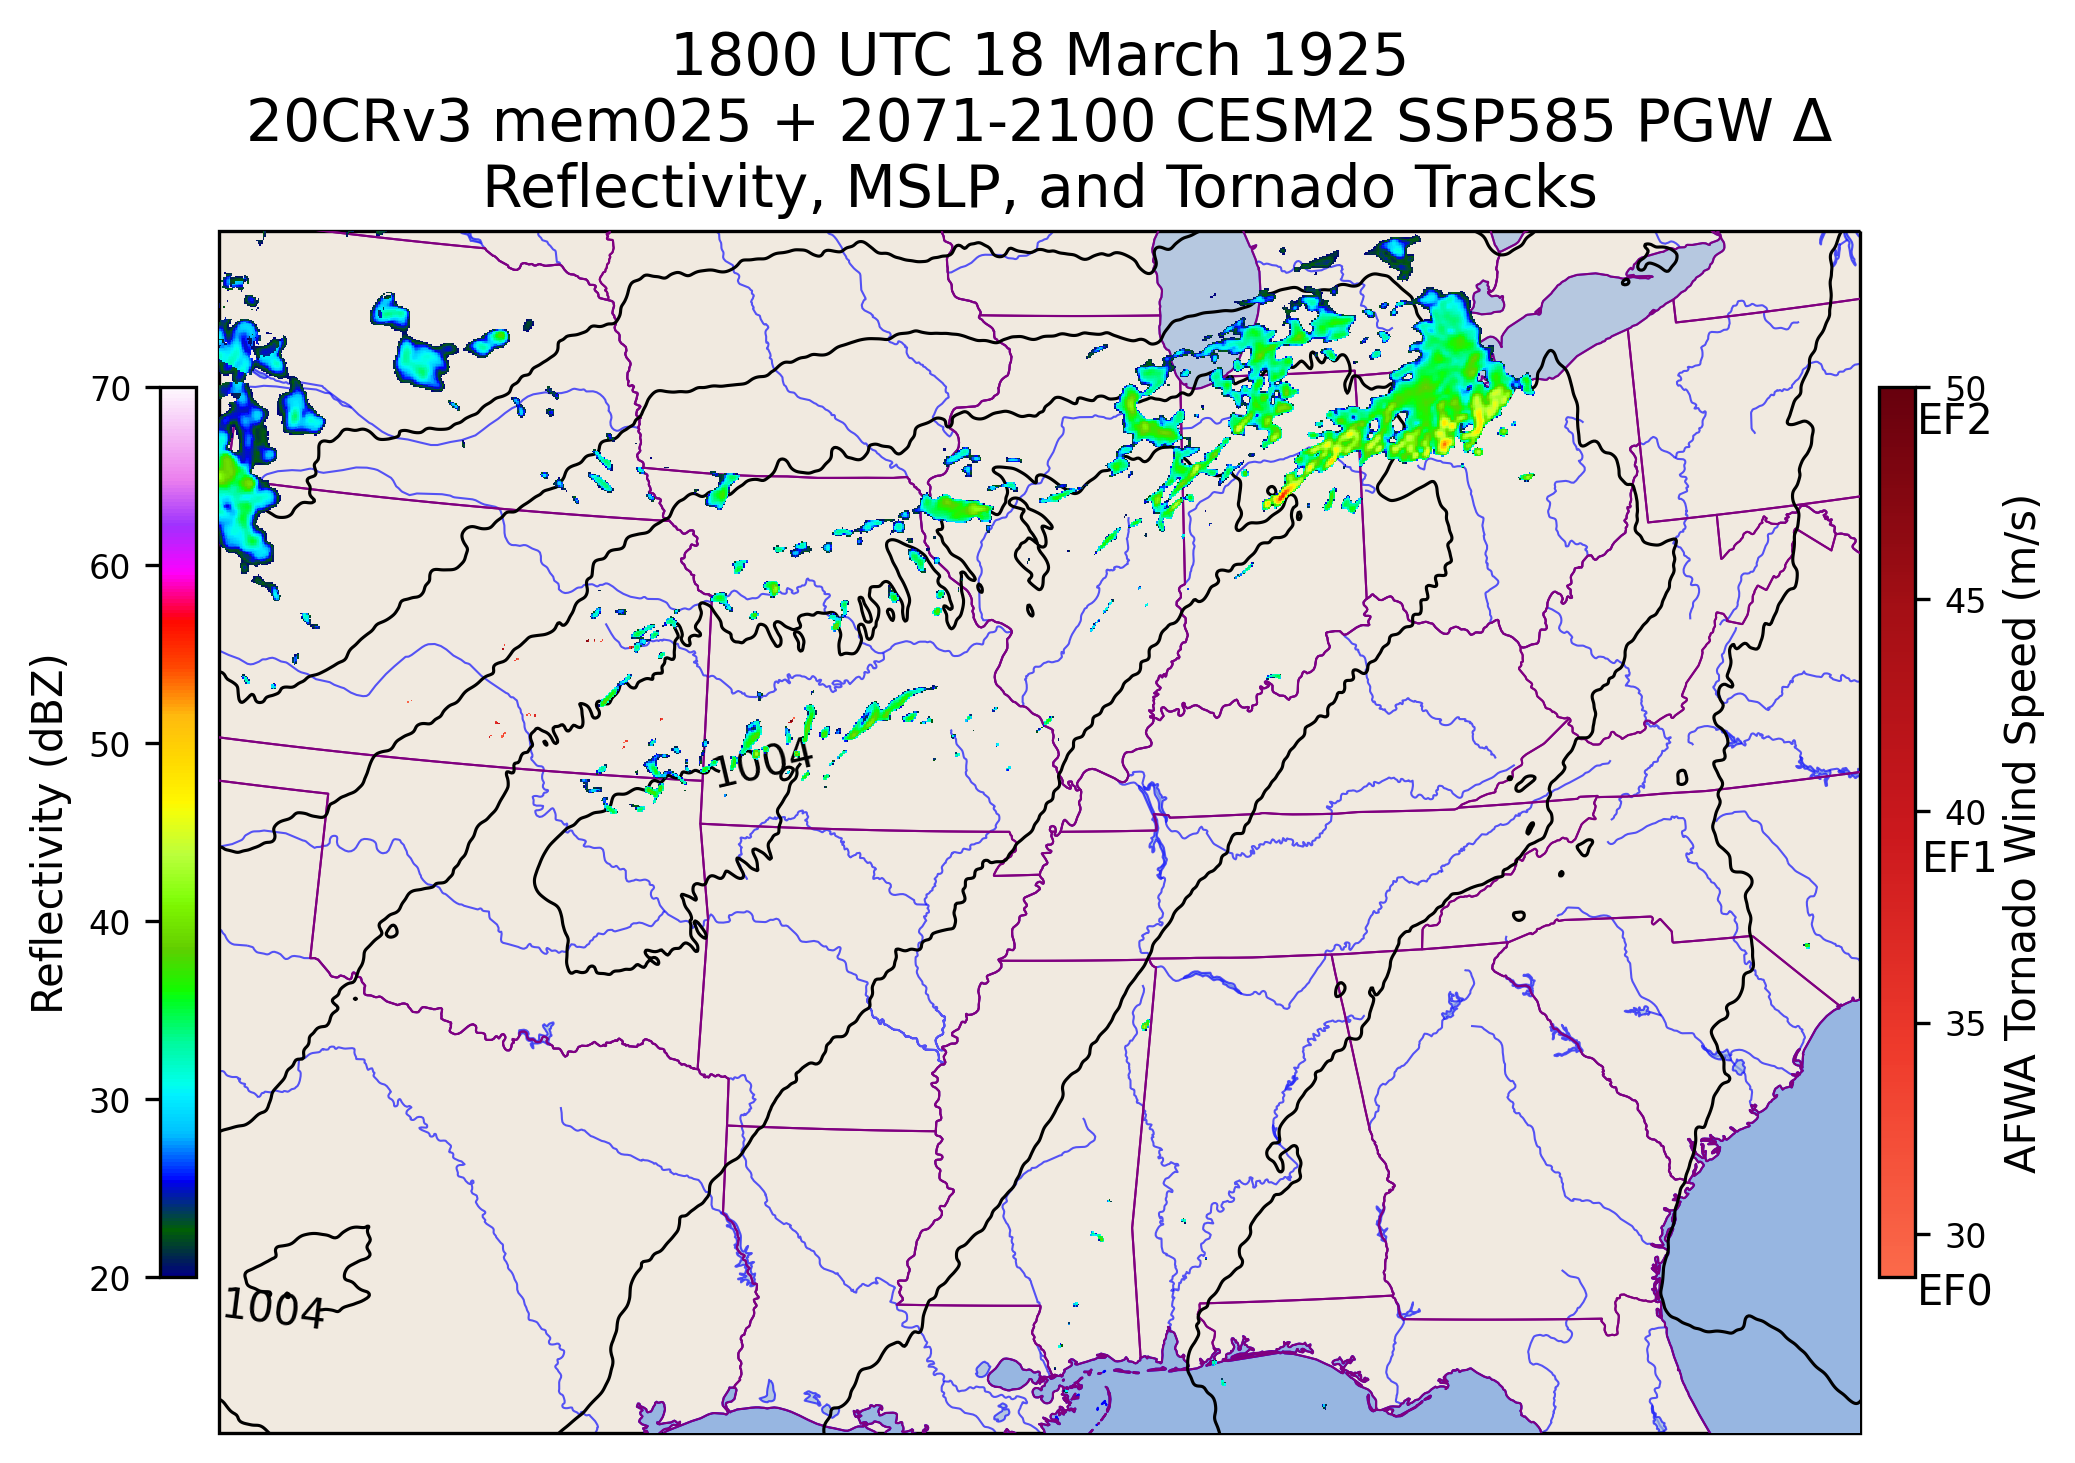 1800 UTC 18 March 1925
20CRv3 mem025 + 2071-2100 CESM2 SSP585 PGW Δ
Reflectivity, MSLP, and Tornado Tracks
70
60
50
40
30
20
Reflectivity (dBZ)
1004
1004
50
EF2
45
40
EF1
35
30
EF0
AFWA Tornado Wind Speed (m/s)